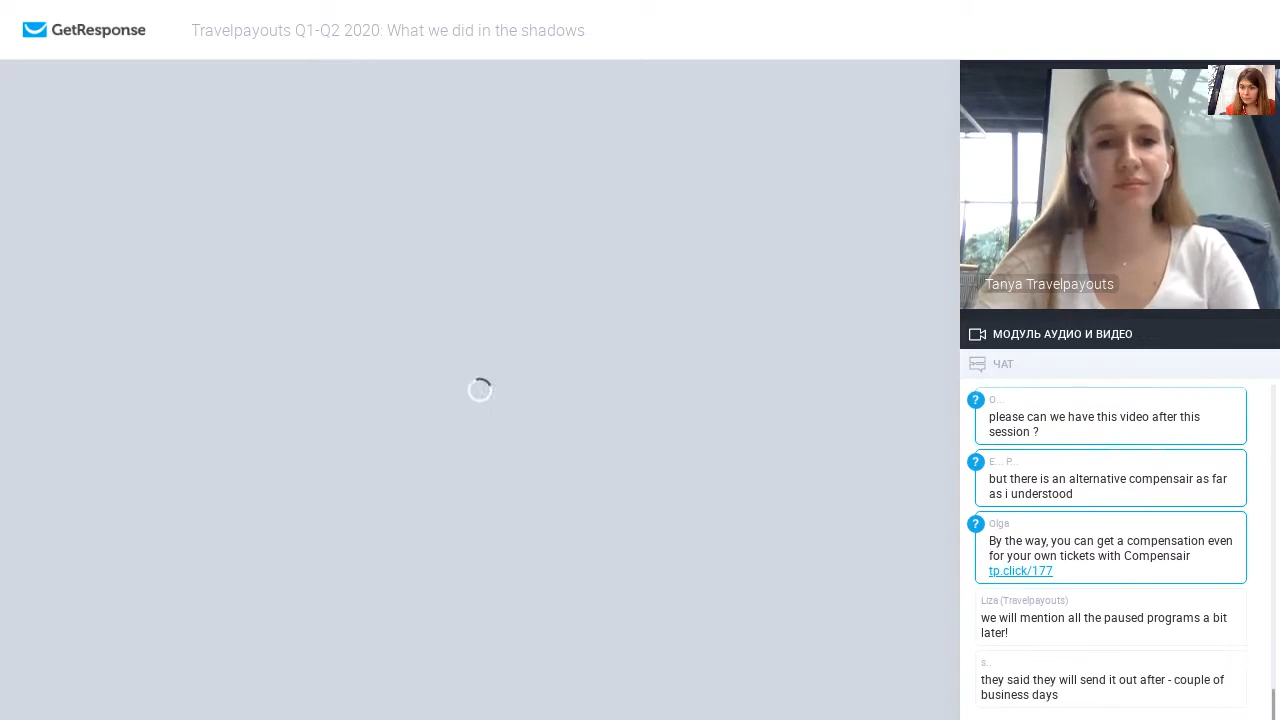 GetResponse
Travelpayouts Q1-Q2 2020: What we did in the shadows
Tanya Travelpayouts
МОДУЛЬ АУДИО И ВИДЕО
ЧАТ
?
O...
please can we have this video after this
session ?
?
E... P...
but there is an alternative compensair as far
as i understood
?
Olga
By the way, you can get a compensation even
for your own tickets with Compensair
tp.click/177
Liza (Travelpayouts)
we will mention all the paused programs a bit
later!
s..
they said they will send it out after - couple of
business days